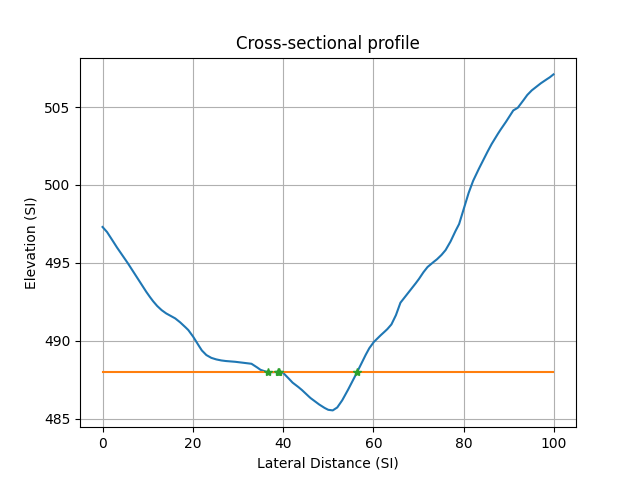 Cross-sectional profile
505
500
495
490
485
Elevation (SI)
0 20 40 60 80 100
Lateral Distance (SI)